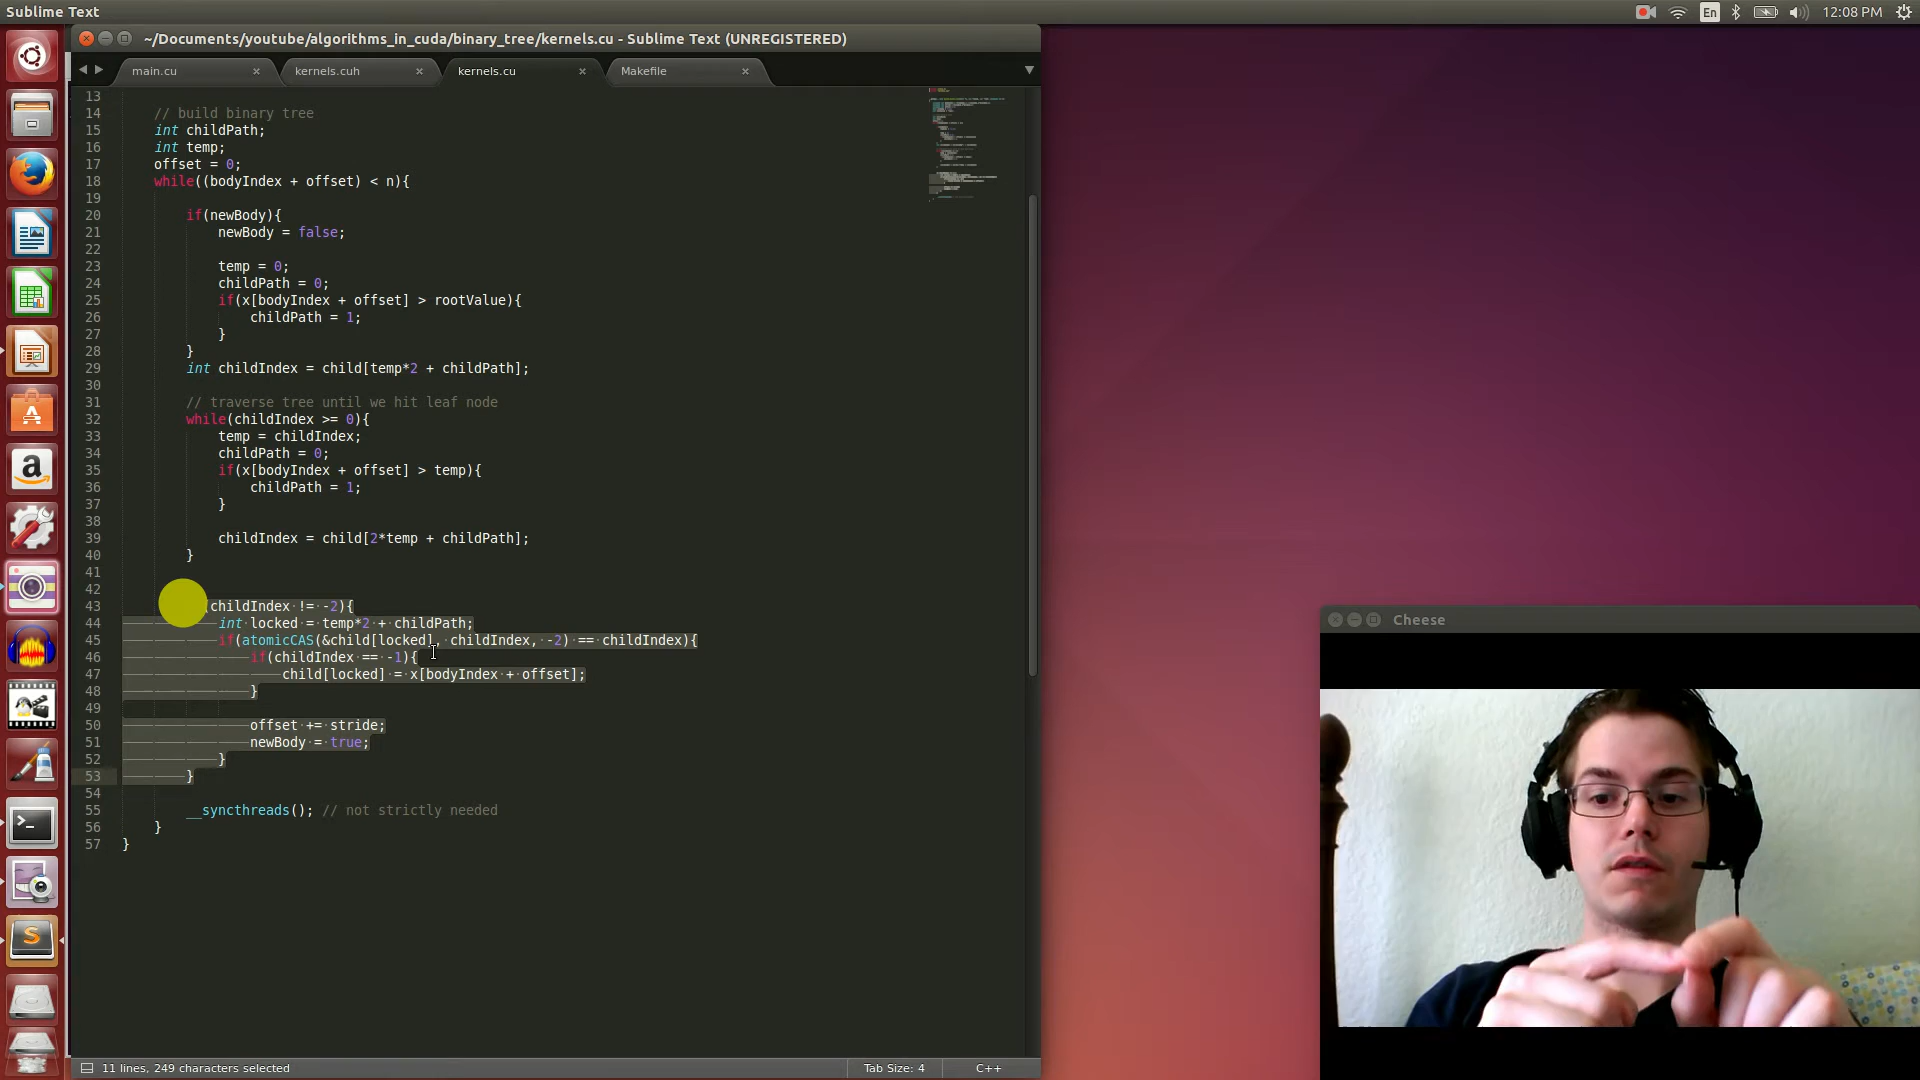 Sublime Text
En
12:08 PM
~/Documents/youtube/algorithms_in_cuda/binary_tree/kernels.cu - Sublime Text (UNREGISTERED)
main.cu
kernels.cuh
kernels.cu
Makefile
13
14 // build binary tree
15 int childPath;
16 int temp;
17 offset = 0;
18 while((bodyIndex + offset) < n){
19
20 if(newBody){
21 newBody = false;
22
23 temp = 0;
24 childPath = 0;
25 if(x[bodyIndex + offset] > rootValue){
26 childPath = 1;
27 }
28 }
29 int childIndex = child[temp*2 + childPath];
30
31 // traverse tree until we hit leaf node
32 while(childIndex >= 0){
33 temp = childIndex;
34 childPath = 0;
35 if(x[bodyIndex + offset] > temp){
36 childPath = 1;
37 }
38
39 childIndex = child[2*temp + childPath];
40 }
41
42
43 (childIndex != -2){
44 int locked = temp*2 + childPath;
45 if(atomicCAS(&child[locked], childIndex, -2) == childIndex){
46 if(childIndex == -1){
47 child[locked] = x[bodyIndex + offset];
48 }
49
50 offset += stride;
51 newBody = true;
52 }
53 }
54
55 __syncthreads(); // not strictly needed
56 }
57 }
Cheese
11 lines, 249 characters selected
Tab Size: 4
C++